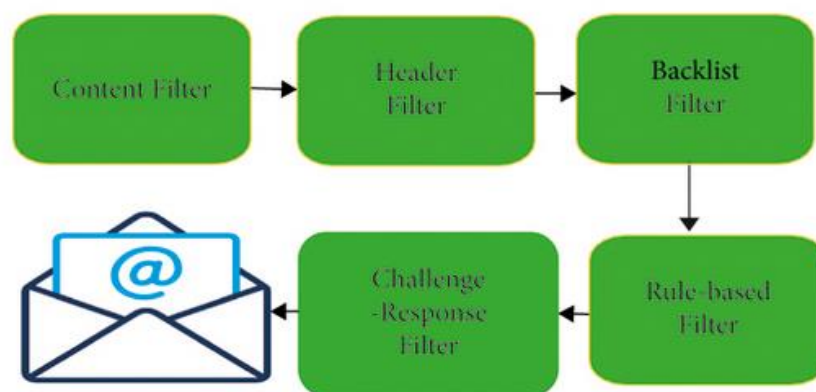 Content Filter
Header
Filter
Backlist
Filter
Rule-based
Filter
Challenge
-Response
Filter
@